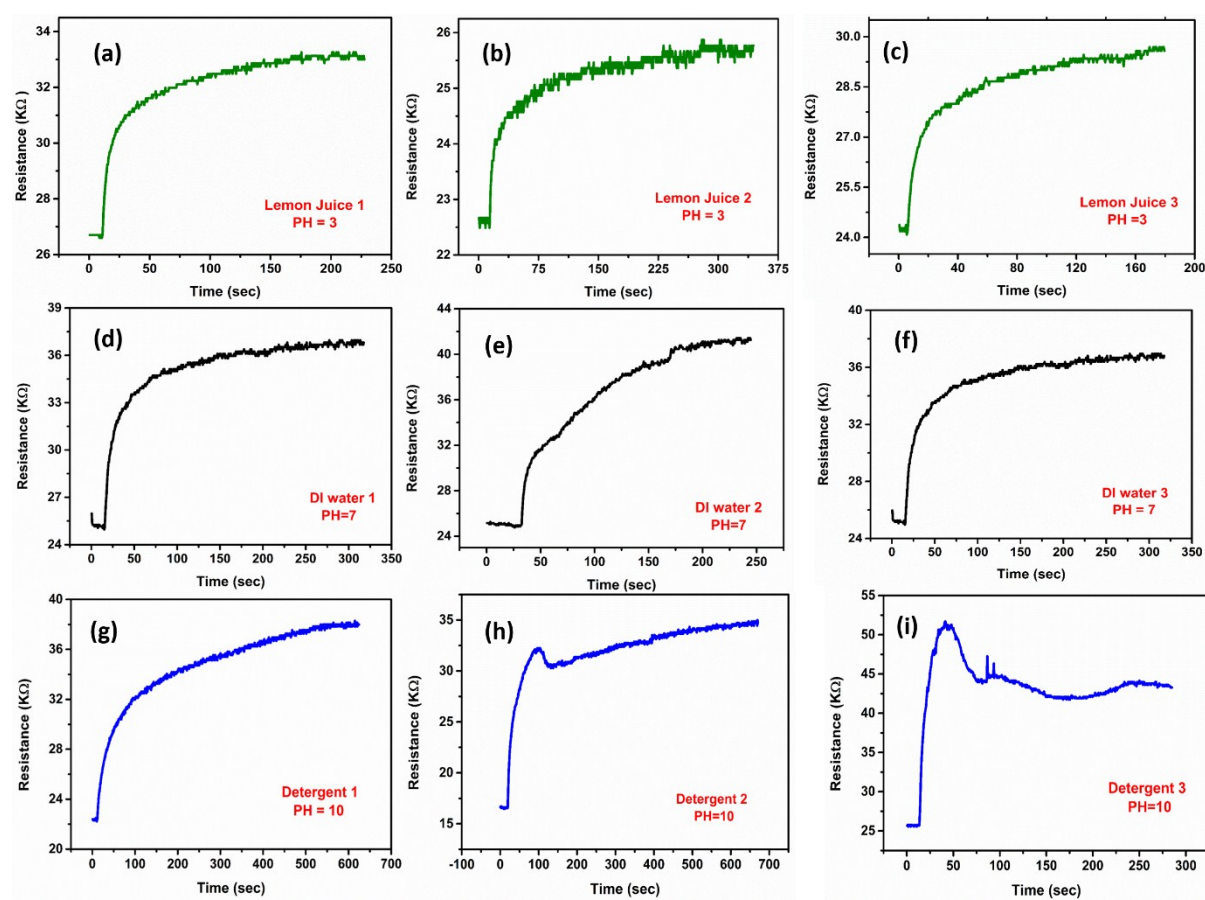 (a)
33
32
31
30
29
28
27
26
Resistance (KΩ )
0 50 100 150 200 250
Time (sec)
Lemon Juice 1
PH = 3
(b)
26
25
24
23
22
Resistance (KΩ)
0 75 150 225 300 375
Time (sec)
Lemon Juice 2
PH = 3
(c)
30.0
28.5
27.0
25.5
24.0
Resistance (KΩ)
0 40 80 120 160 200
Time (sec)
Lemon Juice 3
PH =3
(d)
39
36
33
30
27
24
Resistance (KΩ)
0 50 100 150 200 250 300 350
Time (sec)
DI water 1
PH=7
(e)
44
40
36
32
28
24
Resistance (KΩ)
0 50 100 150 200 250
Time (sec)
DI water 2
PH=7
(f)
40
36
32
28
24
Resistance (KΩ)
0 50 100 150 200 250 300 350
Time (sec)
DI water 3
PH = 7
(g)
40
36
32
28
24
20
Resistance (KΩ)
0 100 200 300 400 500 600 700
Time (sec)
Detergent 1
PH = 10
(h)
35
30
25
20
15
Resistance (KΩ)
-100 0 100 200 300 400 500 600 700
Time (sec)
Detergent 2
PH=10
(i)
55
50
45
40
35
30
25
Resistance (KΩ)
0 50 100 150 200 250 300
Time (sec)
Detergent 3
PH=10